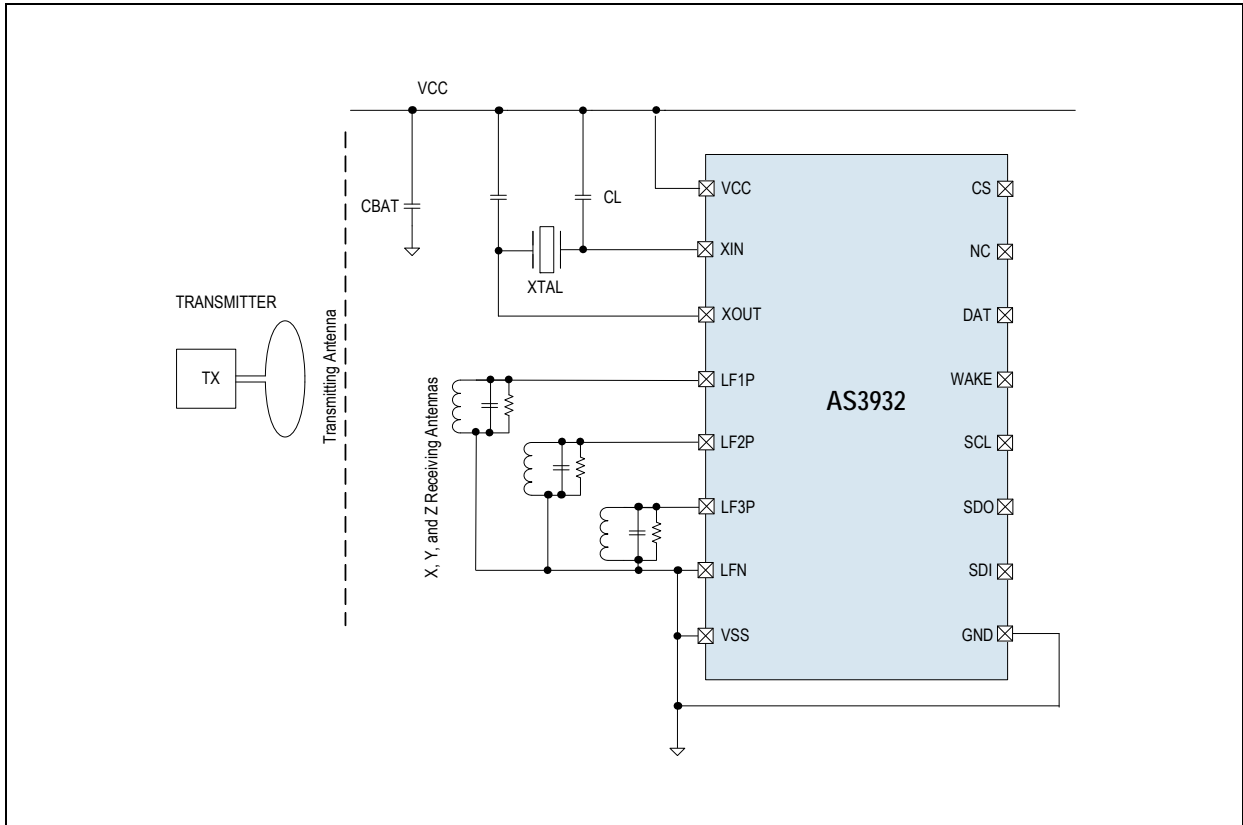 VCC
CBAT
CL
XTAL
TRANSMITTER
TX
Transmitting Antenna
X, Y, and Z Receiving Antennas
AS3932
VCC
XIN
XOUT
LF1P
LF2P
LF3P
LFN
VSS
CS
NC
DAT
WAKE
SCL
SDO
SDI
GND